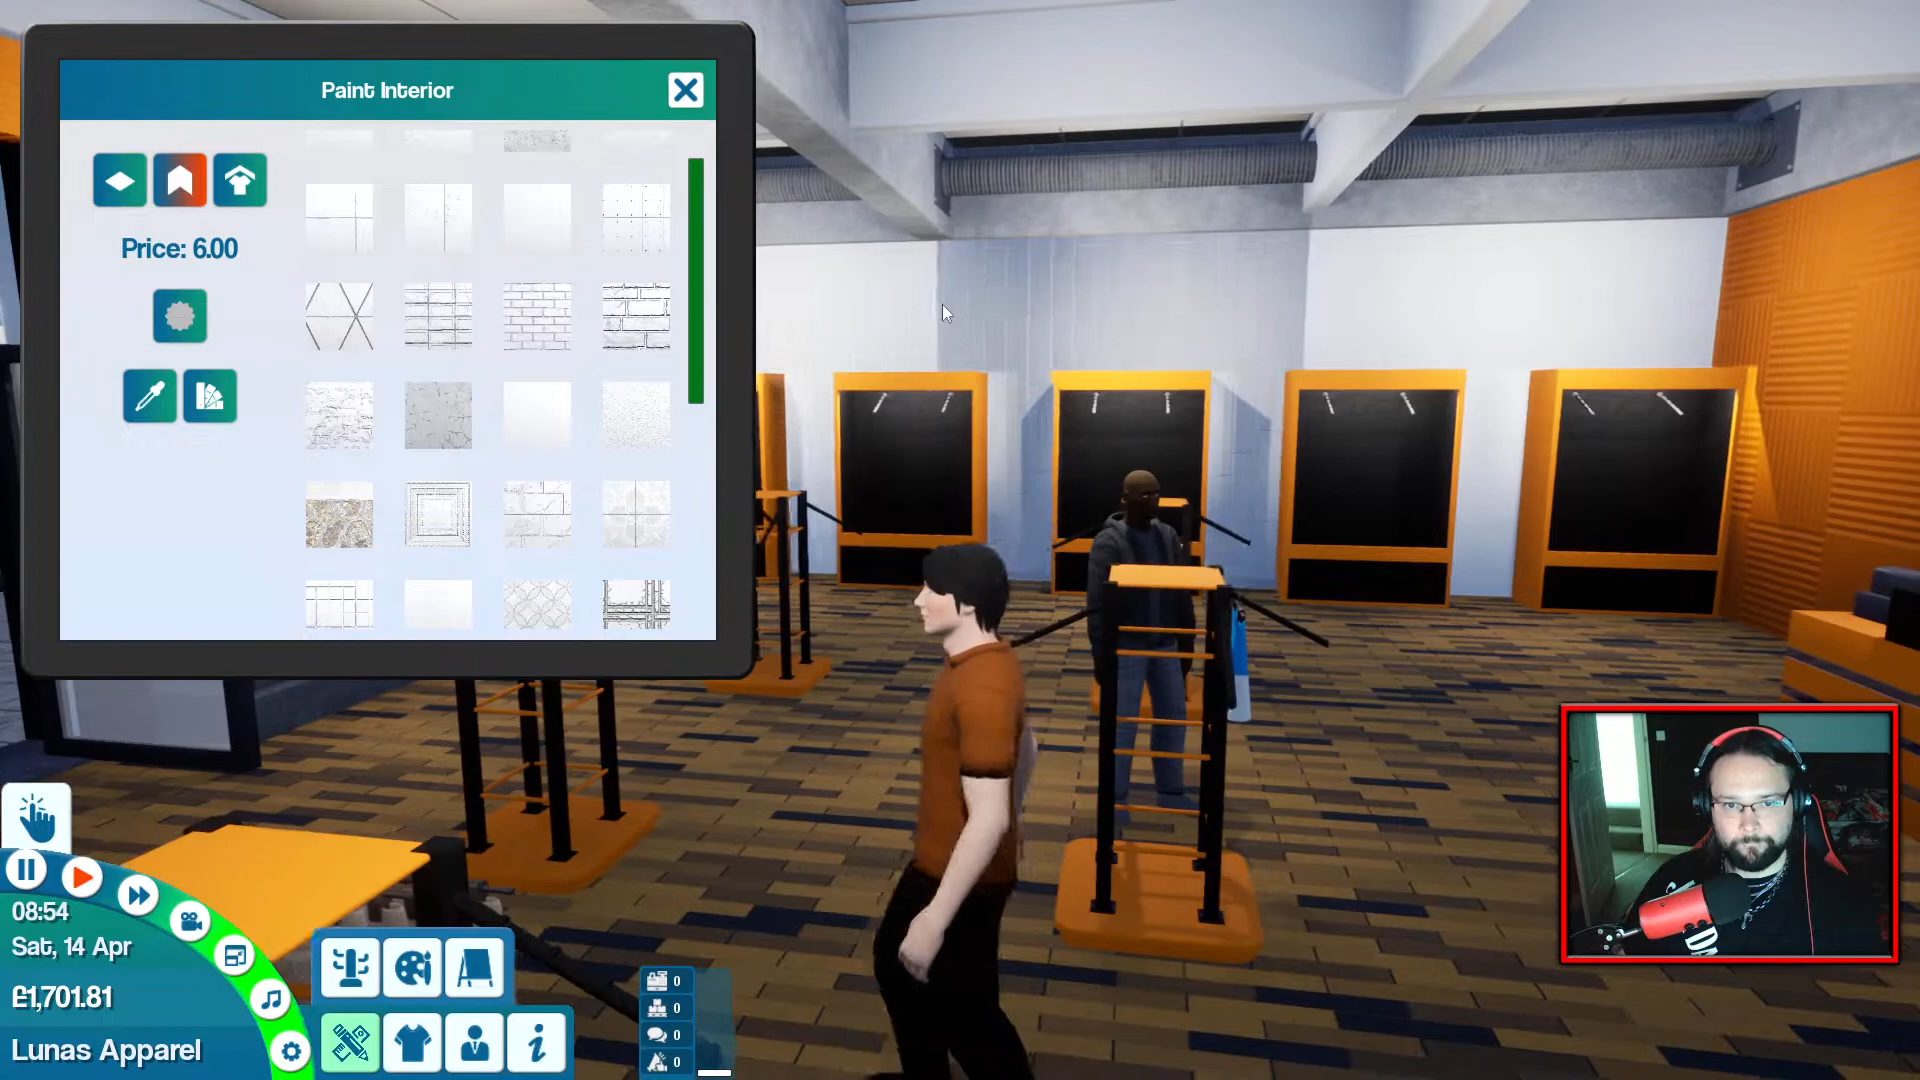 Paint Interior
Price: 6.00
08:54
Sat, 14 Apr
£1,701.81
Lunas Apparel
0
0
0
0